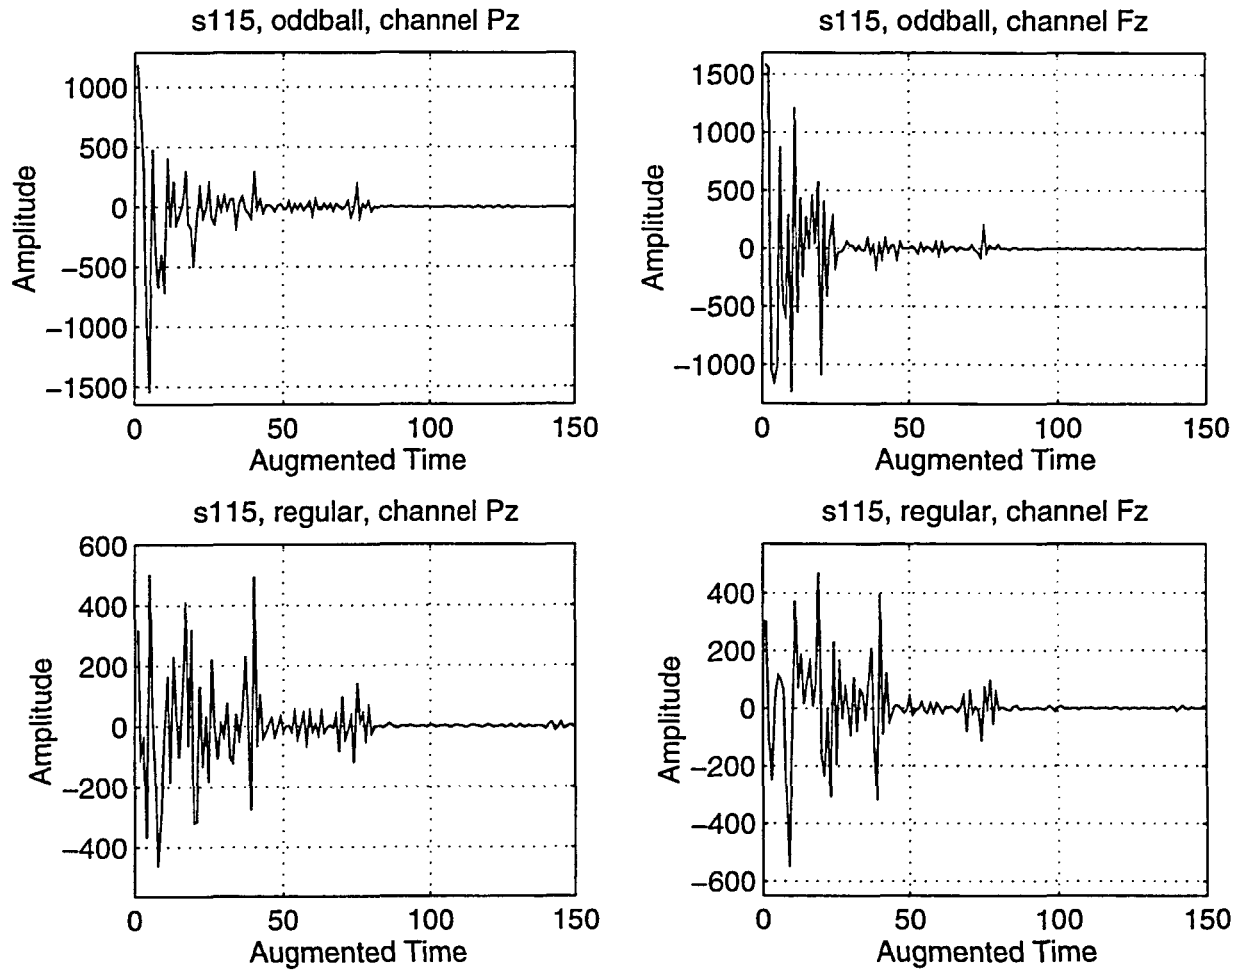 s115, oddball, channel Pz
1000
500
0
−500
−1000
−1500
Amplitude
0 50 100 150
Augmented Time
s115, oddball, channel Fz
1500
1000
500
0
−500
−1000
Amplitude
0 50 100 150
Augmented Time
s115, regular, channel Pz
600
400
200
0
−200
−400
Amplitude
0 50 100 150
Augmented Time
s115, regular, channel Fz
400
200
0
−200
−400
−600
Amplitude
0 50 100 150
Augmented Time